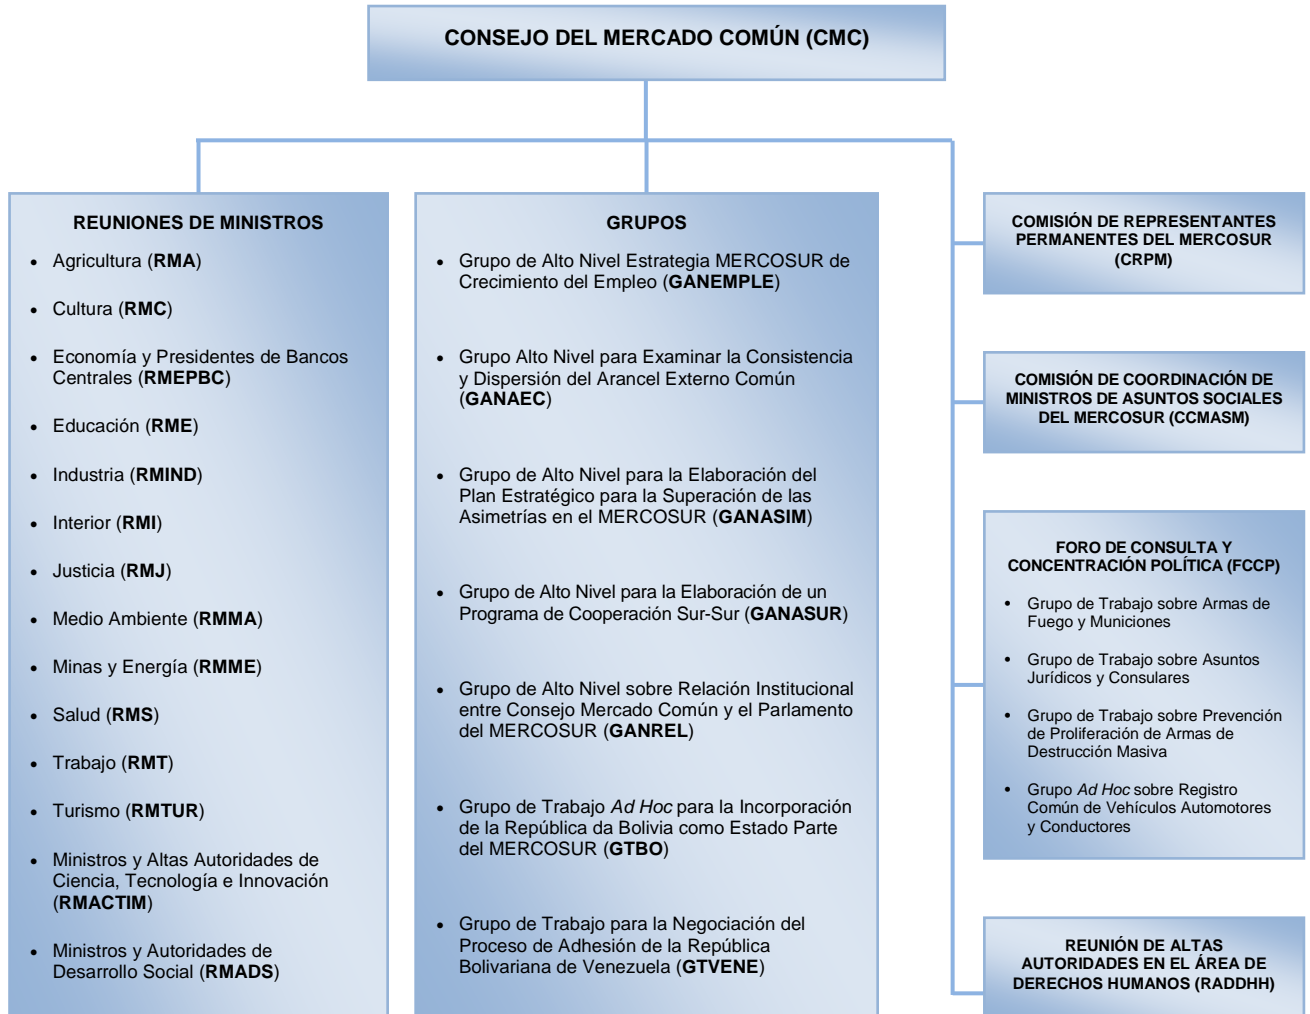 CONSEJO DEL MERCADO COMÚN (CMC)
REUNIONES DE MINISTROS
• Agricultura (RMA)
• Cultura (RMC)
• Economía y Presidentes de Bancos
Centrales (RMEPBC)
• Educación (RME)
• Industria (RMIND)
• Interior (RMI)
• Justicia (RMJ)
• Medio Ambiente (RMMA)
• Minas y Energía (RMME)
• Salud (RMS)
• Trabajo (RMT)
• Turismo (RMTUR)
• Ministros y Altas Autoridades de
Ciencia, Tecnología e Innovación
(RMACTIM)
• Ministros y Autoridades de
Desarrollo Social (RMADS)
GRUPOS
• Grupo de Alto Nivel Estrategia MERCOSUR de
Crecimiento del Empleo (GANEMPLE)
• Grupo Alto Nivel para Examinar la Consistencia
y Dispersión del Arancel Externo Común
(GANAEC)
• Grupo de Alto Nivel para la Elaboración del
Plan Estratégico para la Superación de las
Asimetrías en el MERCOSUR (GANASIM)
• Grupo de Alto Nivel para la Elaboración de un
Programa de Cooperación Sur-Sur (GANASUR)
• Grupo de Alto Nivel sobre Relación Institucional
entre Consejo Mercado Común y el Parlamento
del MERCOSUR (GANREL)
• Grupo de Trabajo Ad Hoc para la Incorporación
de la República da Bolivia como Estado Parte
del MERCOSUR (GTBO)
• Grupo de Trabajo para la Negociación del
Proceso de Adhesión de la República
Bolivariana de Venezuela (GTVENE)
COMISIÓN DE REPRESENTANTES
PERMANENTES DEL MERCOSUR
(CRPM)
COMISIÓN DE COORDINACIÓN DE
MINISTROS DE ASUNTOS SOCIALES
DEL MERCOSUR (CCMASM)
FORO DE CONSULTA Y
CONCENTRACIÓN POLÍTICA (FCCP)
• Grupo de Trabajo sobre Armas de
Fuego y Municiones
• Grupo de Trabajo sobre Asuntos
Jurídicos y Consulares
• Grupo de Trabajo sobre Prevención
de Proliferación de Armas de
Destrucción Masiva
• Grupo Ad Hoc sobre Registro
Común de Vehículos Automotores
y Conductores
REUNIÓN DE ALTAS
AUTORIDADES EN EL ÁREA DE
DERECHOS HUMANOS (RADDHH)